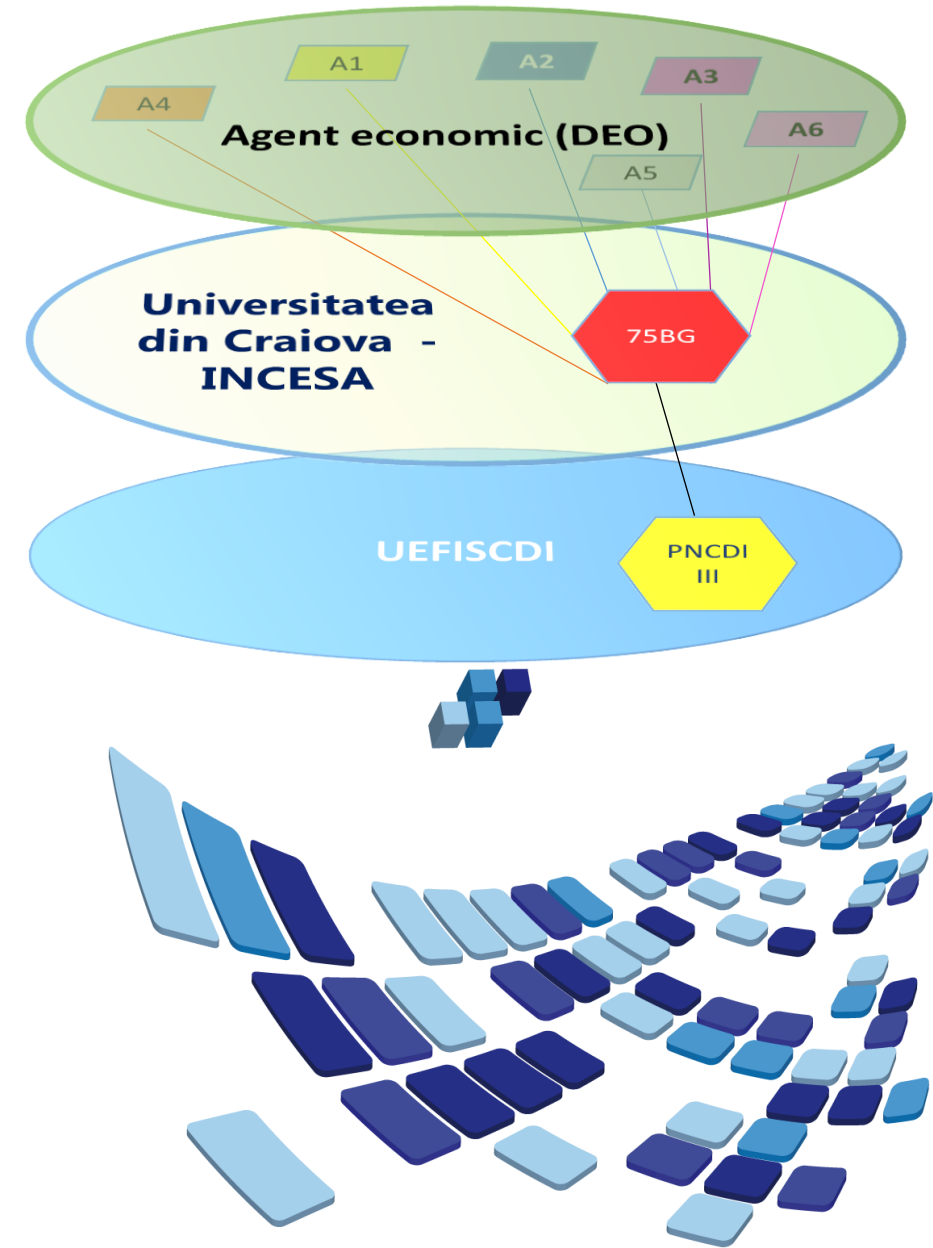 A1
A2
A3
A4
A6
Agent economic (DEO)
A5
Universitatea
din Craiova -
INCESA
75BG
UEFISCDI
PNCDI
III